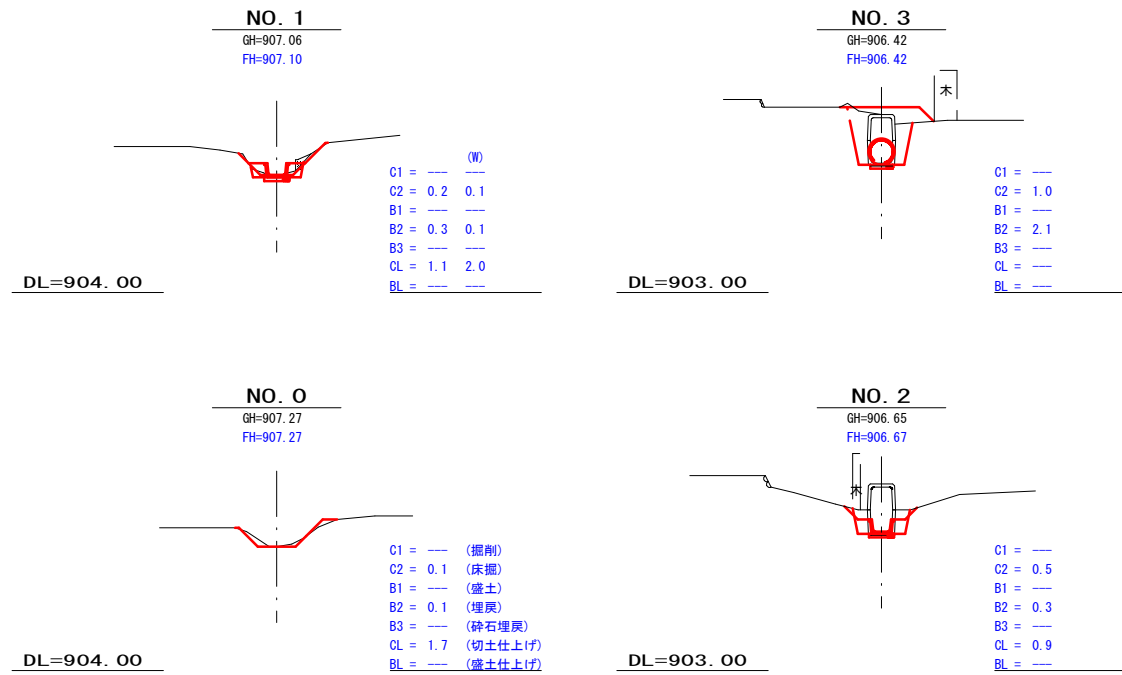 NO. 1
GH=907.06
FH=907.10
(W)
C1 = --- ---
C2 = 0.2 0.1
B1 = --- ---
B2 = 0.3 0.1
B3 = --- ---
CL = 1.1 2.0
BL = --- ---
DL=904. 00
NO. 3
GH=906.42
FH=906.42
木
C1 = ---
C2 = 1.0
B1 = ---
B2 = 2.1
B3 = ---
CL = ---
BL = ---
DL=903. 00
NO. 0
GH=907.27
FH=907.27
C1 = --- (掘削)
C2 = 0.1 (床掘)
B1 = --- (盛土)
B2 = 0.1 (埋戻)
B3 = --- (砕石埋戻)
CL = 1.7 (切土仕上げ)
BL = --- (盛土仕上げ)
DL=904. 00
NO. 2
GH=906.65
FH=906.67
木
C1 = ---
C2 = 0.5
B1 = ---
B2 = 0.3
B3 = ---
CL = 0.9
BL = ---
DL=903. 00